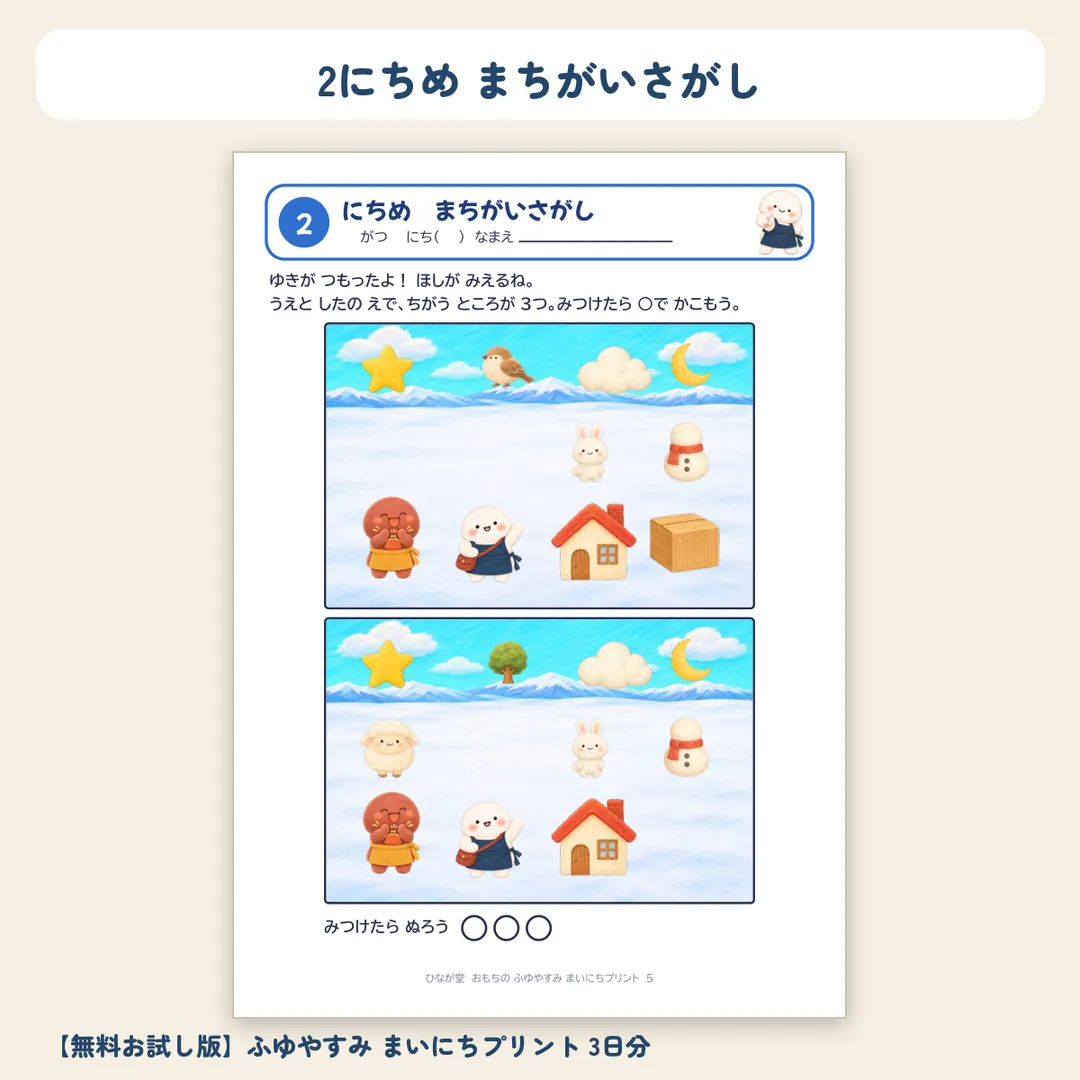 2にちめ まちがいさがし
2 にちめ　まちがいさがし
がつ　にち(　) なまえ
ゆきが つもったよ！ ほしが みえるね。
うえと したの えで、ちがう ところが 3つ。みつけたら ○で かこもう。
みつけたら ぬろう ○○○
ひなが堂 おもちの ふゆやすみ まいにちプリント 5
【無料お試し版】ふゆやすみ まいにちプリント 3日分